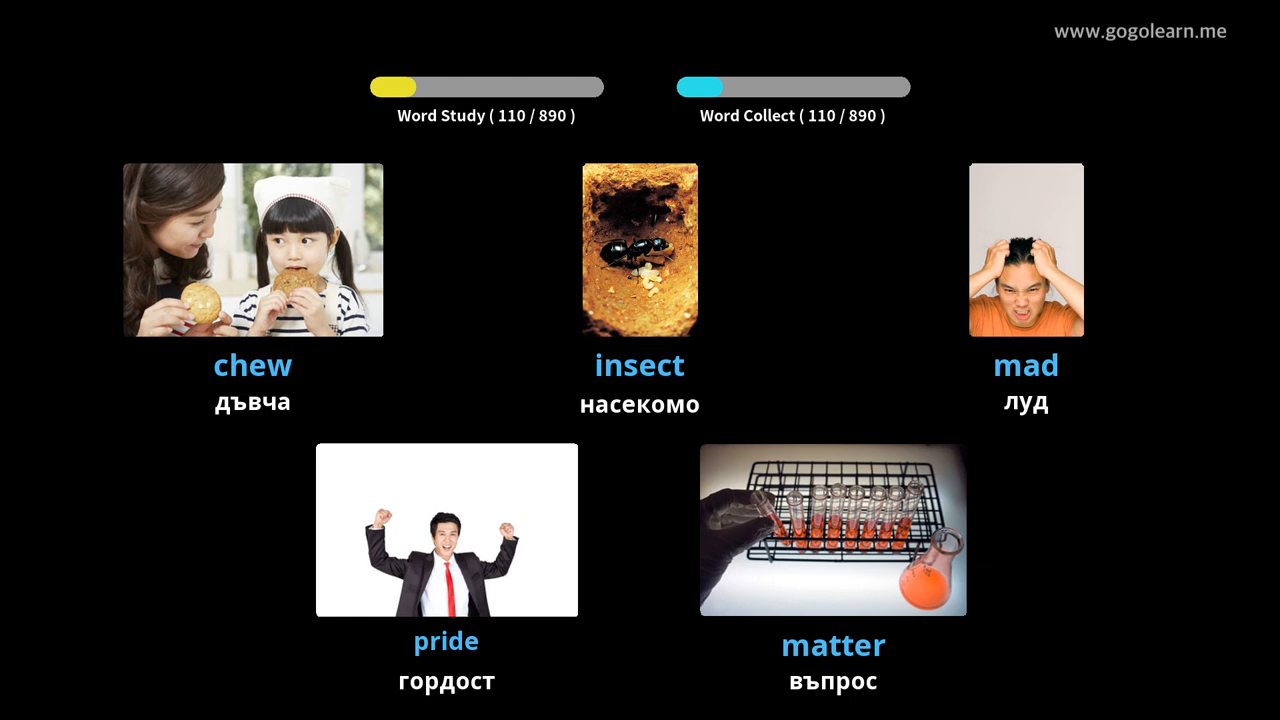 www.gogolearn.me
Word Study ( 110 / 890 )
Word Collect ( 110 / 890 )
chew
дъвча
insect
насекомо
mad
луд
pride
гордост
matter
въпрос